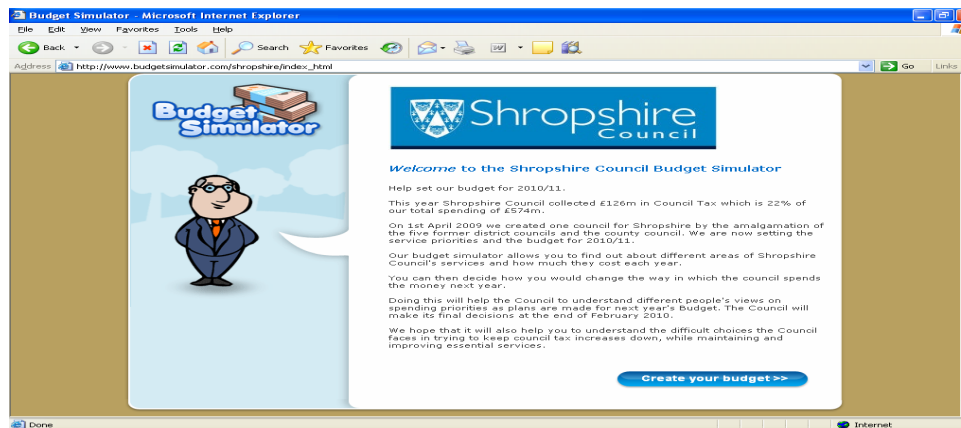 Budget Simulator - Microsoft Internet Explorer
File Edit View Favorites Tools Help
Back Search Favorites
Address http://www.budgetsimulator.com/shropshire/index_html Go Links
Budget
Simulator
Shropshire
Council
Welcome to the Shropshire Council Budget Simulator
Help set our budget for 2010/11.
This year Shropshire Council collected £126m in Council Tax which is 22% of
our total spending of £574m.
On 1st April 2009 we created one council for Shropshire by the amalgamation of
the five former district councils and the county council. We are now setting the
service priorities and the budget for 2010/11.
Our budget simulator allows you to find out about different areas of Shropshire
Council's services and how much they cost each year.
You can then decide how you would change the way in which the council spends
the money next year.
Doing this will help the Council to understand different people's views on
spending priorities as plans are made for next year's Budget. The Council will
make its final decisions at the end of February 2010.
We hope that it will also help you to understand the difficult choices the Council
faces in trying to keep council tax increases down, while maintaining and
improving essential services.
Create your budget >>
Done Internet